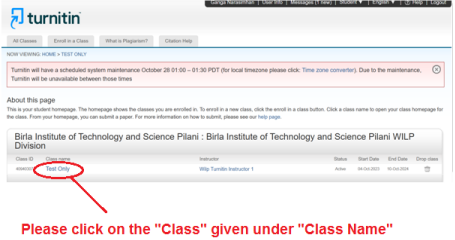 Ganga Narasimhan | User Info | Messages (1 new) | Student ▼ | English ▼ | Help | Logout
turnitin
All Classes Enroll in a Class What is Plagiarism? Citation Help
NOW VIEWING: HOME > TEST ONLY
Turnitin will have a scheduled system maintenance October 28 01:00 – 01:30 PDT (for local timezone please click: Time zone converter). Due to the maintenance,
Turnitin will be unavailable between those times
About this page
This is your student homepage. The homepage shows the classes you are enrolled in. To enroll in a new class, click the enroll in a class button. Click a class name to open your class homepage for
the class. From your homepage, you can submit a paper. For more information on how to submit, please see our help page.
Birla Institute of Technology and Science Pilani : Birla Institute of Technology and Science Pilani WILP
Division
Class ID Class name Instructor Status Start Date End Date Drop class
Test Only Wilp Turnitin Instructor 1 Active 04-Oct-2023
Please click on the "Class" given under "Class Name"